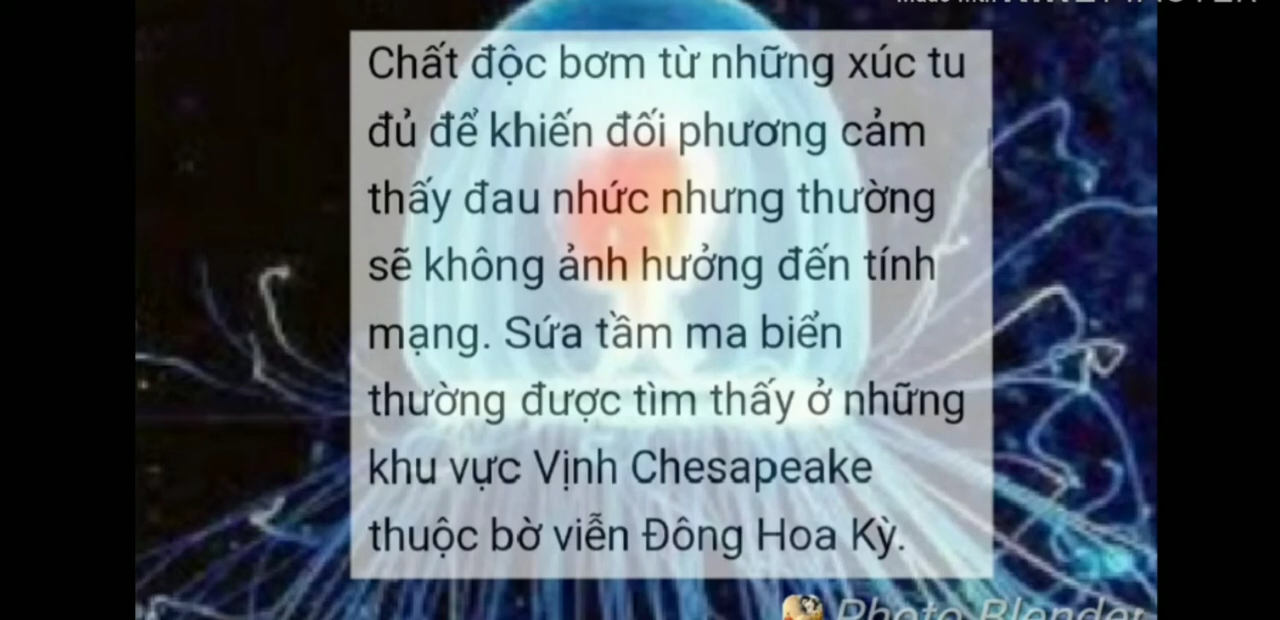 Chất độc bơm từ những xúc tu
đủ để khiến đối phương cảm
thấy đau nhức nhưng thường
sẽ không ảnh hưởng đến tính
mạng. Sứa tầm ma biển
thường được tìm thấy ở những
khu vực Vịnh Chesapeake
thuộc bờ viễn Đông Hoa Kỳ.
Photo Blender